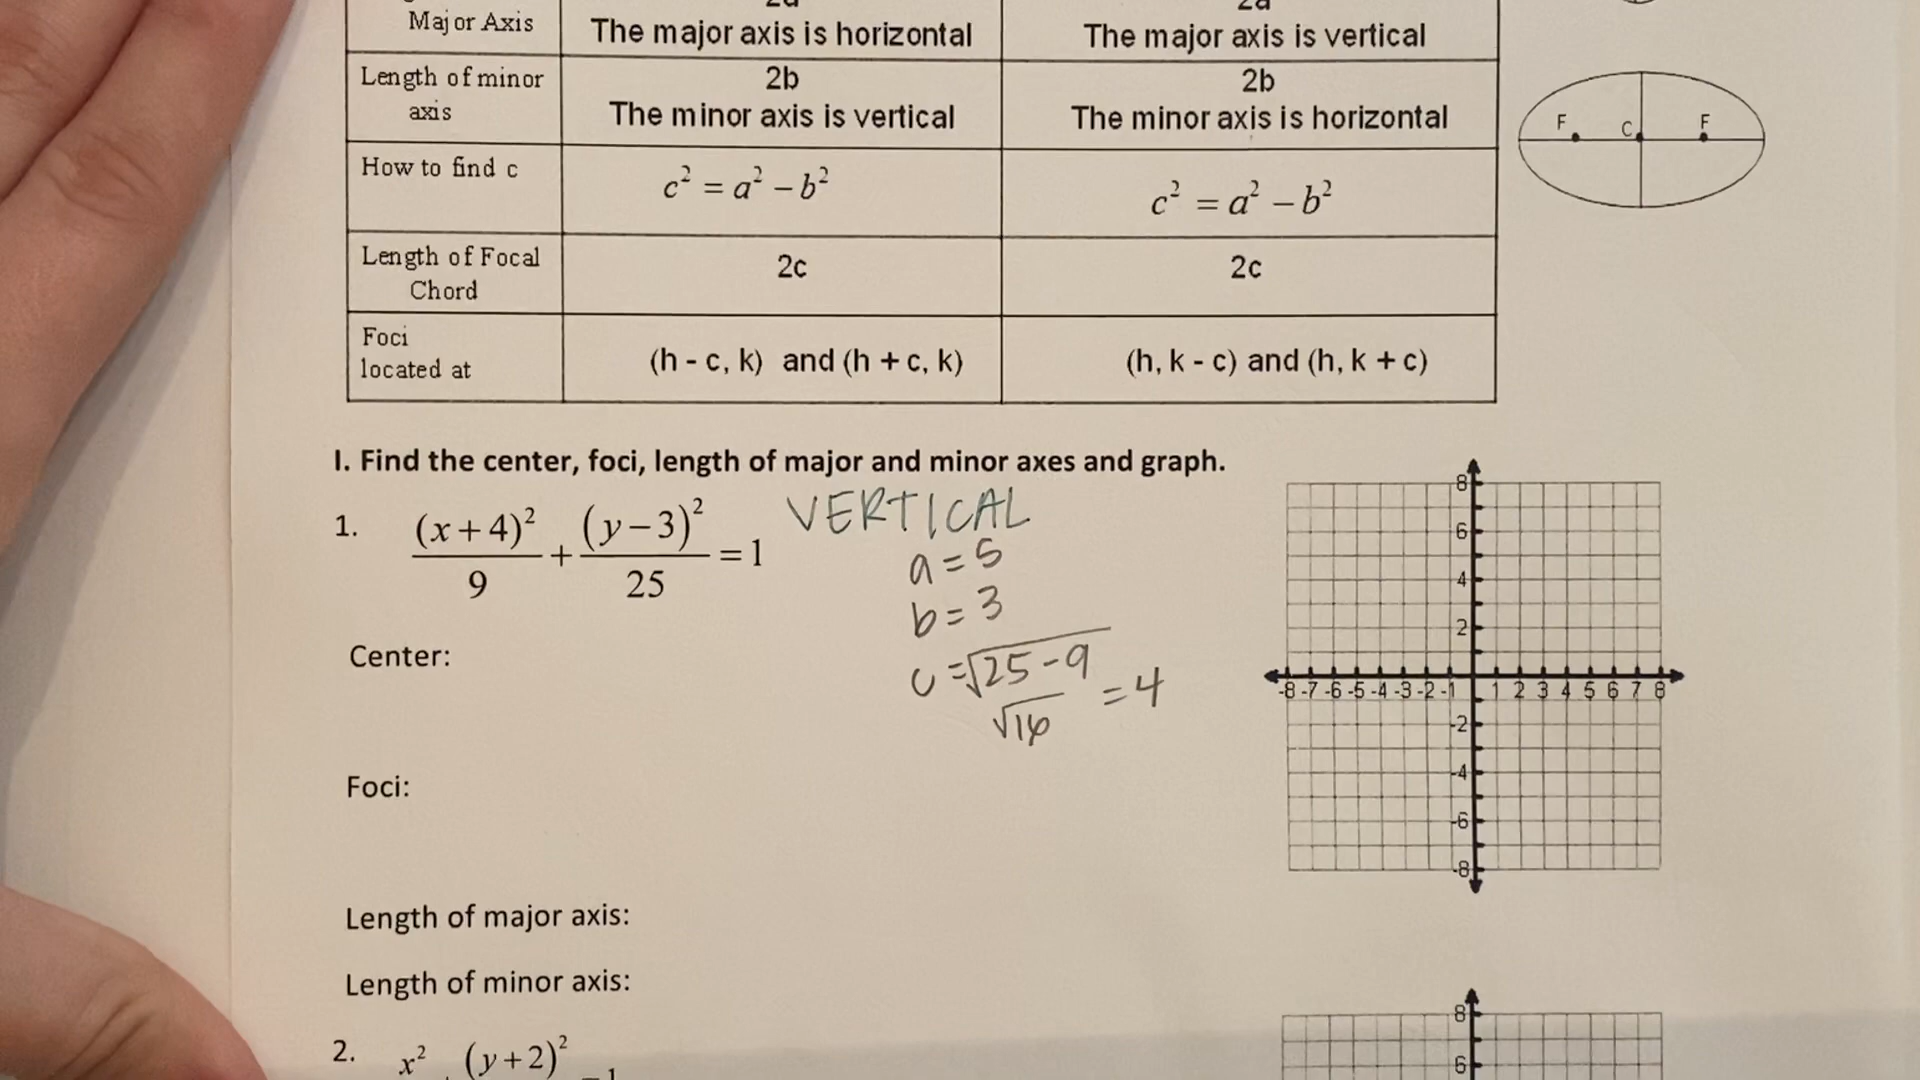 Major Axis
The major axis is horizontal
The major axis is vertical
Length of minor axis
2b
The minor axis is vertical
2b
The minor axis is horizontal
How to find c
c² = a² − b²
c² = a² − b²
Length of Focal Chord
2c
2c
Foci located at
(h - c, k) and (h + c, k)
(h, k - c) and (h, k + c)
F C F
I. Find the center, foci, length of major and minor axes and graph.
1. (x + 4)²/9 + (y − 3)²/25 = 1
VERTICAL
a = 5
b = 3
c = √25 - 9
√16 = 4
Center:
Foci:
Length of major axis:
Length of minor axis:
8
6
4
2
-8 -7 -6 -5 -4 -3 -2 -1 1 2 3 4 5 6 7 8
-2
-4
-6
-8
2. x² (y + 2)²
8
6